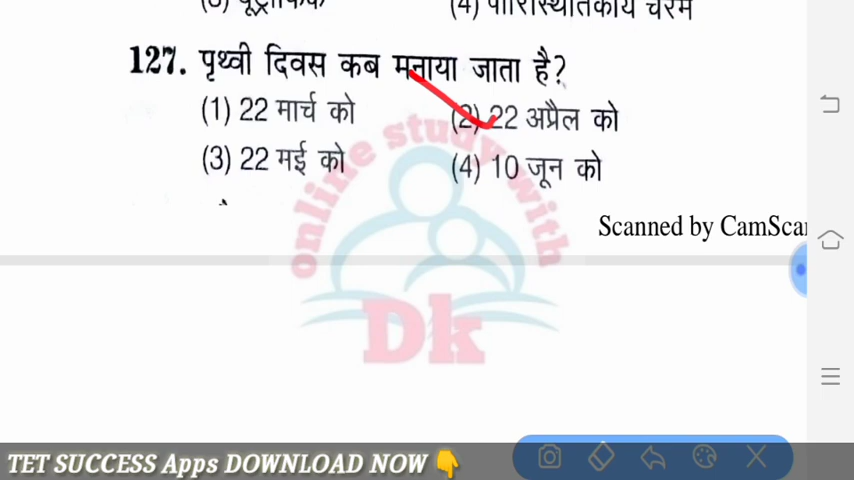 127. पृथ्वी दिवस कब मनाया जाता है?
(1) 22 मार्च को (2) 22 अप्रैल को
(3) 22 मई को (4) 10 जून को
online study with
Dk
Scanned by CamScan
TET SUCCESS Apps DOWNLOAD NOW 👇